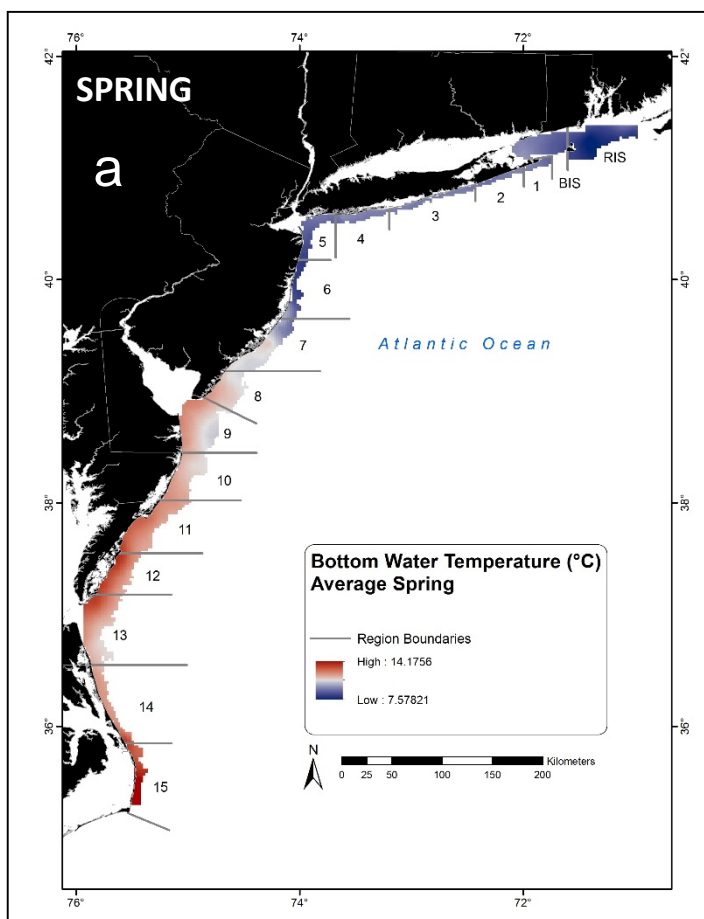 76°
74°
72°
42°
42°
SPRING
a
RIS
BIS
1
2
3
4
5
40°
40°
6
7
Atlantic Ocean
8
9
10
38°
38°
11
Bottom Water Temperature (°C)
Average Spring
12
Region Boundaries
13
High : 14.1756
Low : 7.57821
14
36°
36°
N
Kilometers
0 25 50 100 150 200
15
76°
74°
72°